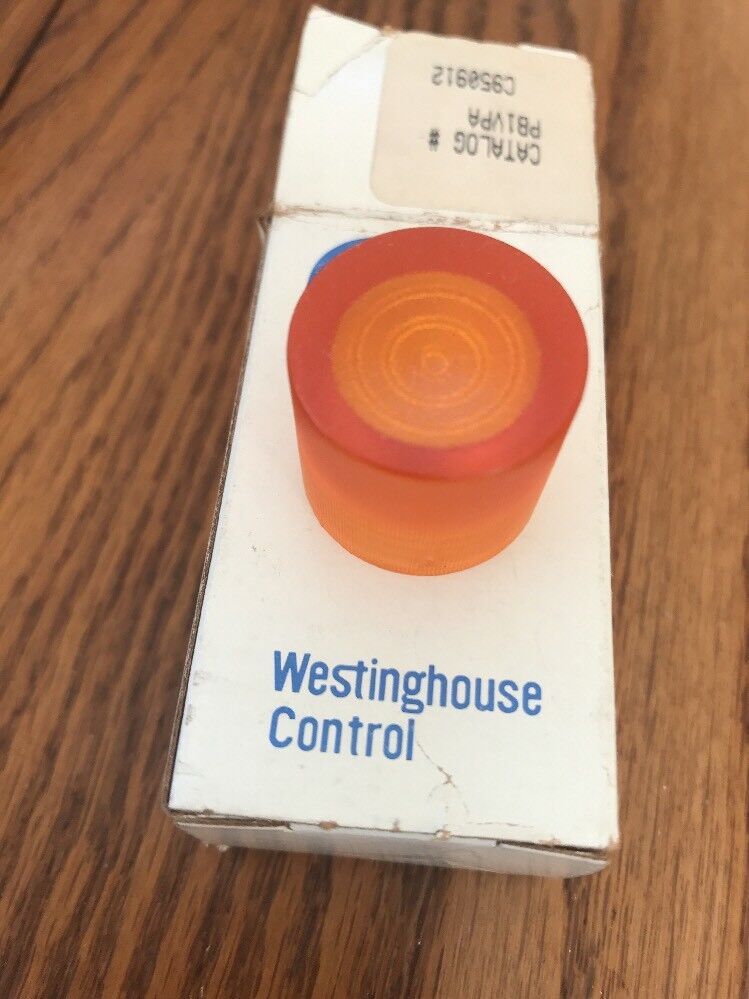 CATALOG #
PB1VPA
C950912
Westinghouse
Control